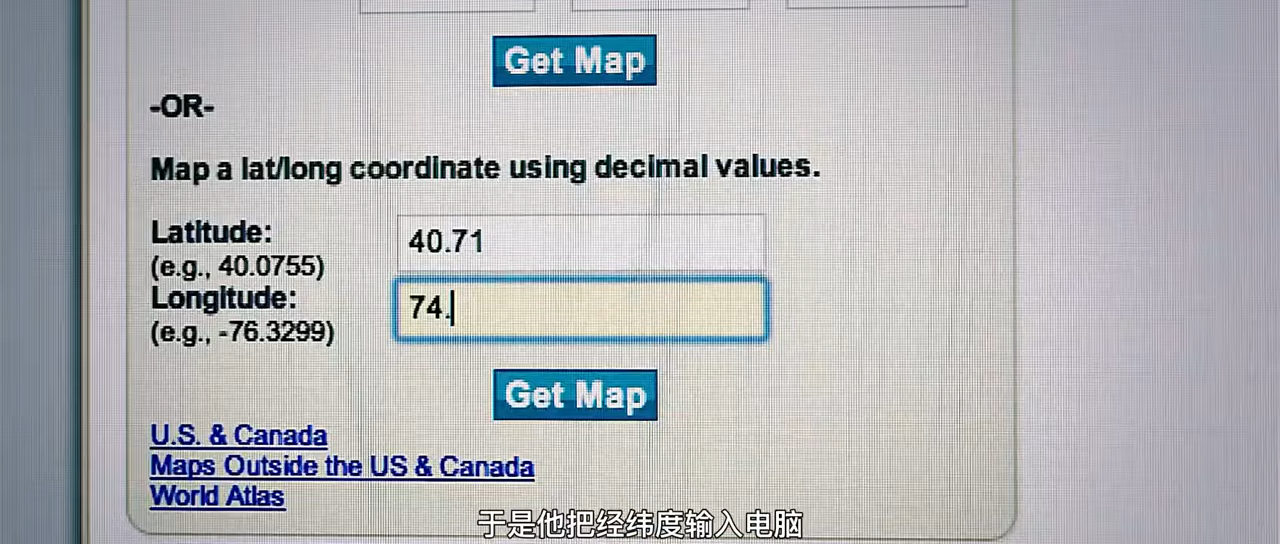 Get Map
-OR-
Map a lat/long coordinate using decimal values.
Latitude:
(e.g., 40.0755)
40.71
Longitude:
(e.g., -76.3299)
74.
Get Map
U.S. & Canada
Maps Outside the US & Canada
World Atlas
于是他把经纬度输入电脑